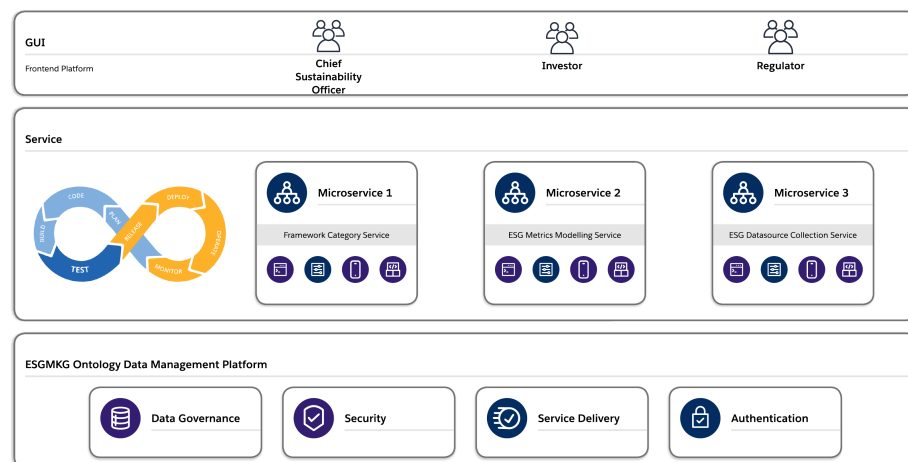 GUI
Frontend Platform
Chief
Sustainability
Officer
Investor
Regulator
Service
CODE
BUILD
PLAN
TEST
RELEASE
DEPLOY
OPERATE
MONITOR
Microservice 1
Framework Category Service
Microservice 2
ESG Metrics Modelling Service
Microservice 3
ESG Datasource Collection Service
ESGMKG Ontology Data Management Platform
Data Governance
Security
Service Delivery
Authentication